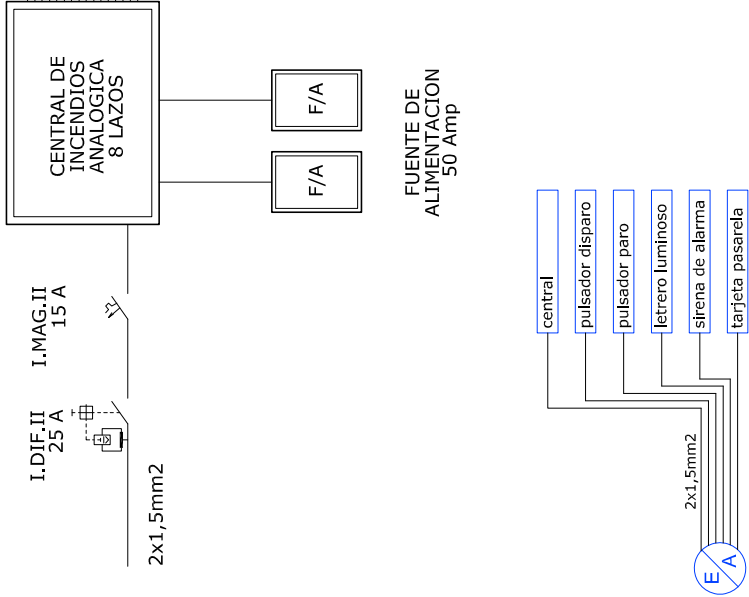 CENTRAL DE
INCENDIOS
ANALOGICA
8 LAZOS
F/A
F/A
FUENTE DE
ALIMENTACION
50 Amp
I.MAG.II
15 A
I.DIF.II
25 A
2x1,5mm2
central
pulsador disparo
pulsador paro
letrero luminoso
sirena de alarma
tarjeta pasarela
2x1,5mm2
E
A